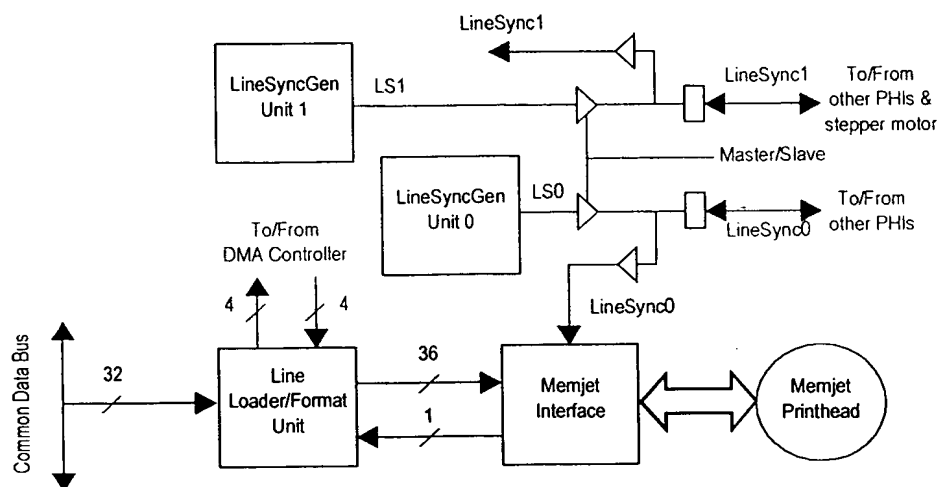 LineSync1
LineSyncGen
Unit 1
LS1
LineSync1
To/From
other PHIs &
stepper motor
Master/Slave
LineSyncGen
Unit 0
LS0
LineSync0
To/From
other PHIs
To/From
DMA Controller
4
4
LineSync0
Common Data Bus
32
Line
Loader/Format
Unit
36
1
Memjet
Interface
Memjet
Printhead